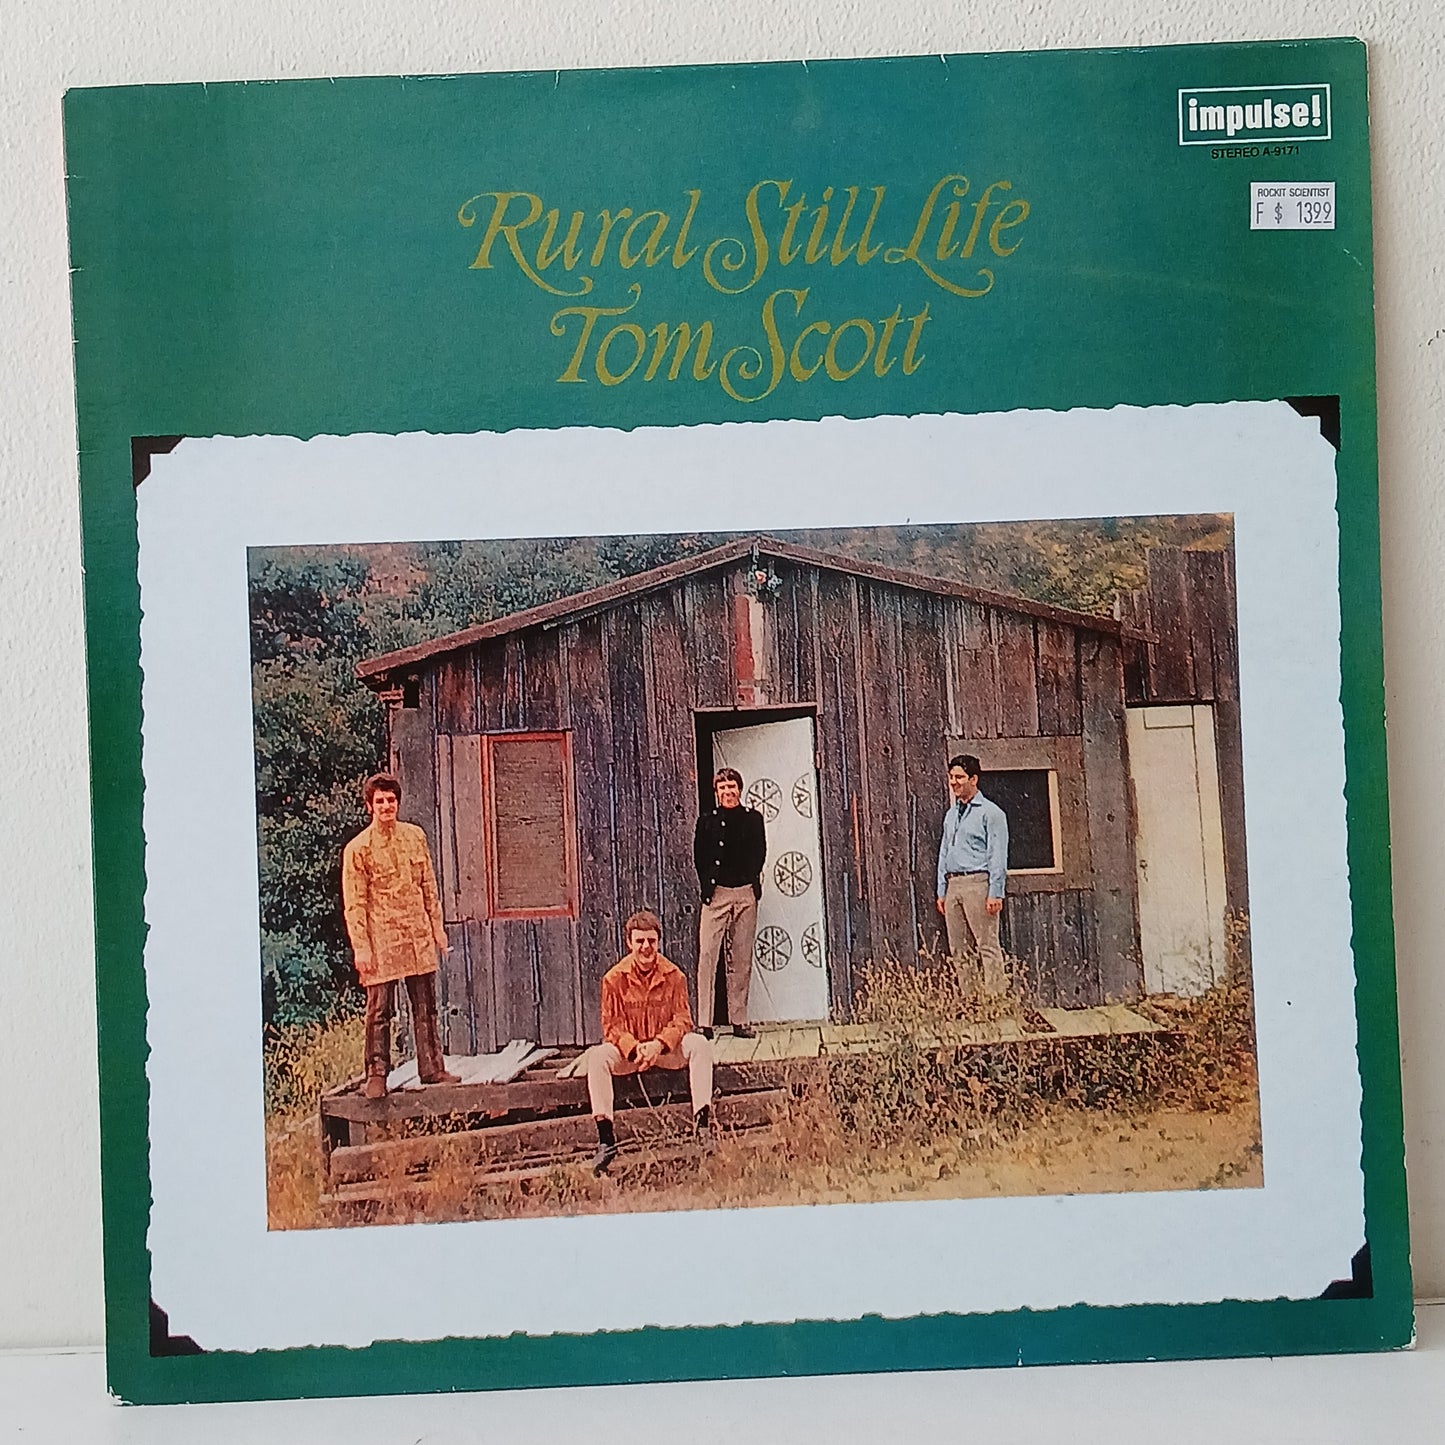 impulse!
STEREO A-9171
ROCKIT SCIENTIST
F $ 1399
Rural Still Life
Tom Scott